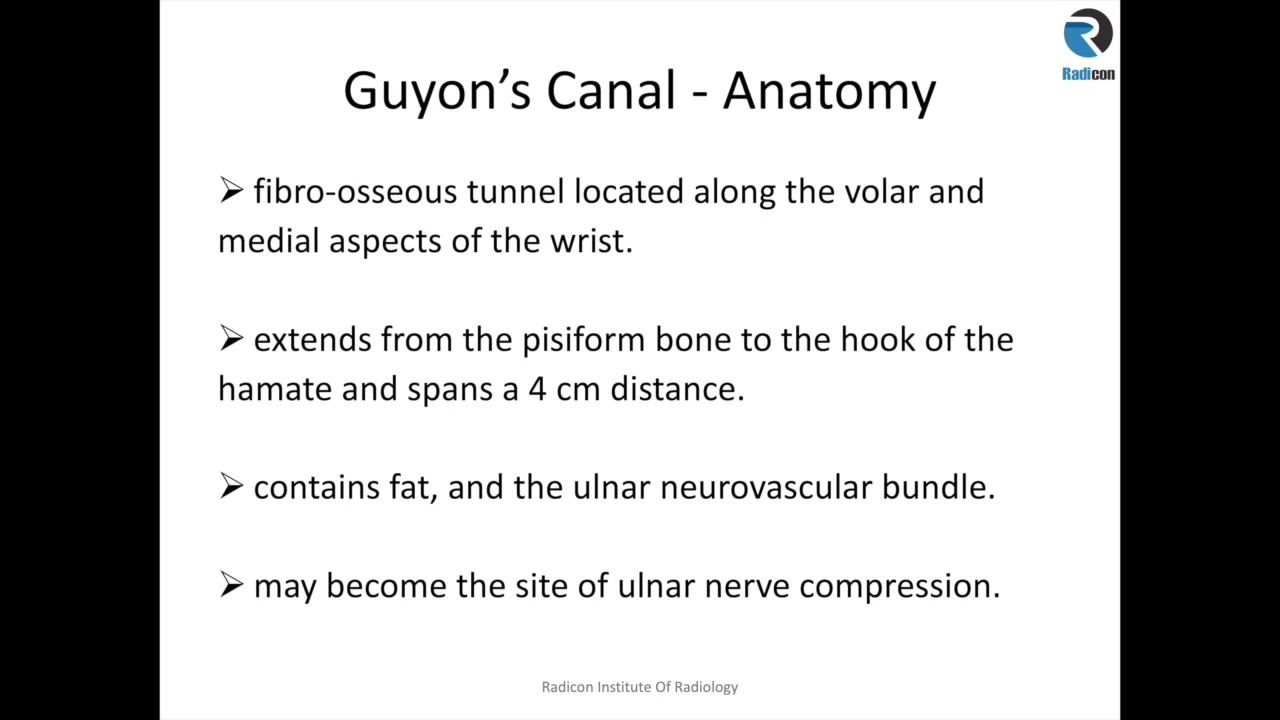 Radicon
Guyon’s Canal - Anatomy
➢ fibro-osseous tunnel located along the volar and
medial aspects of the wrist.
➢ extends from the pisiform bone to the hook of the
hamate and spans a 4 cm distance.
➢ contains fat, and the ulnar neurovascular bundle.
➢ may become the site of ulnar nerve compression.
Radicon Institute Of Radiology